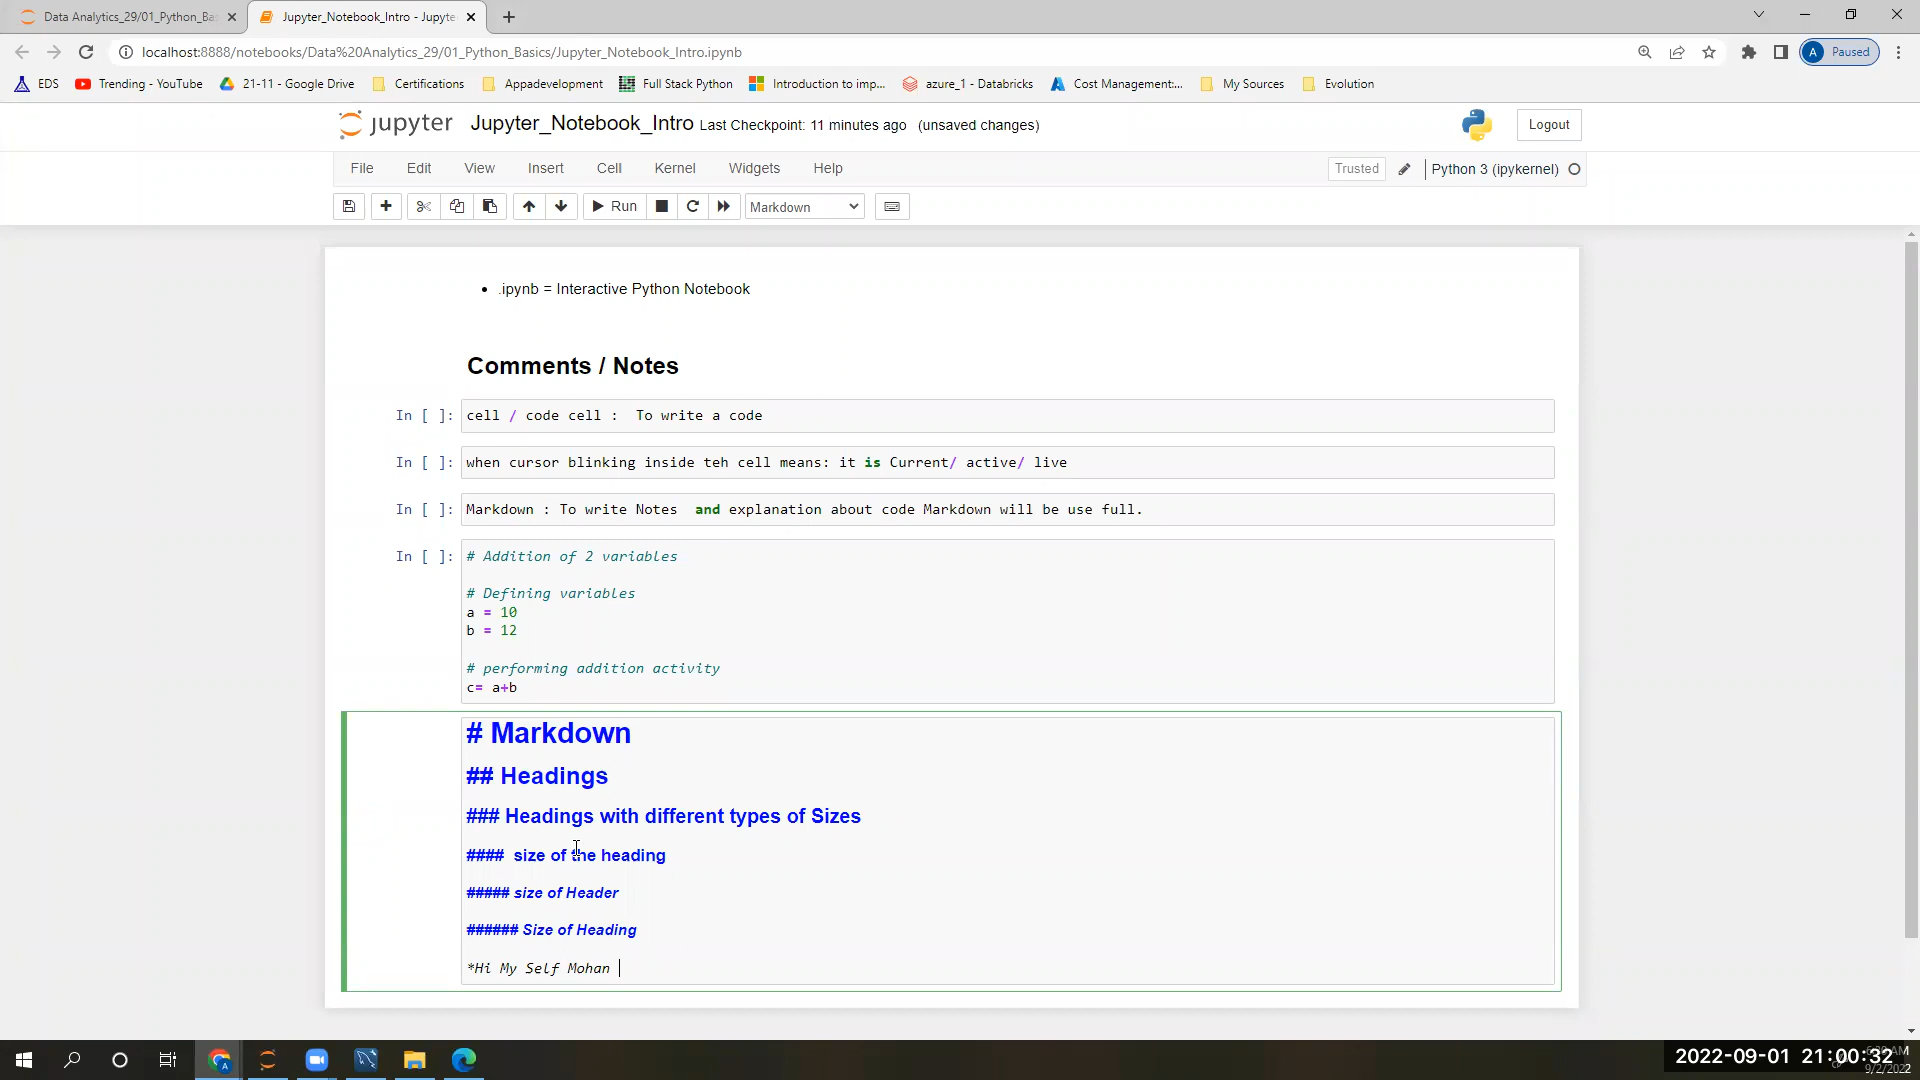 Data Analytics_29/01_Python_Ba
Jupyter_Notebook_Intro - Jupyte
localhost:8888/notebooks/Data%20Analytics_29/01_Python_Basics/Jupyter_Notebook_Intro.ipynb
A Paused
EDS Trending - YouTube 21-11 - Google Drive Certifications Appadevelopment Full Stack Python Introduction to imp... azure_1 - Databricks Cost Management:... My Sources Evolution
jupyter Jupyter_Notebook_Intro Last Checkpoint: 11 minutes ago (unsaved changes) Logout
File Edit View Insert Cell Kernel Widgets Help Trusted Python 3 (ipykernel)
Run Markdown
.ipynb = Interactive Python Notebook
Comments / Notes
In [ ]: cell / code cell :  To write a code
In [ ]: when cursor blinking inside teh cell means: it is Current/ active/ live
In [ ]: Markdown : To write Notes  and explanation about code Markdown will be use full.
In [ ]: # Addition of 2 variables
# Defining variables
a = 10
b = 12
# performing addition activity
c= a+b
# Markdown
## Headings
### Headings with different types of Sizes
####  size of the heading
##### size of Header
###### Size of Heading
*Hi My Self Mohan
2022-09-01 21:00:32